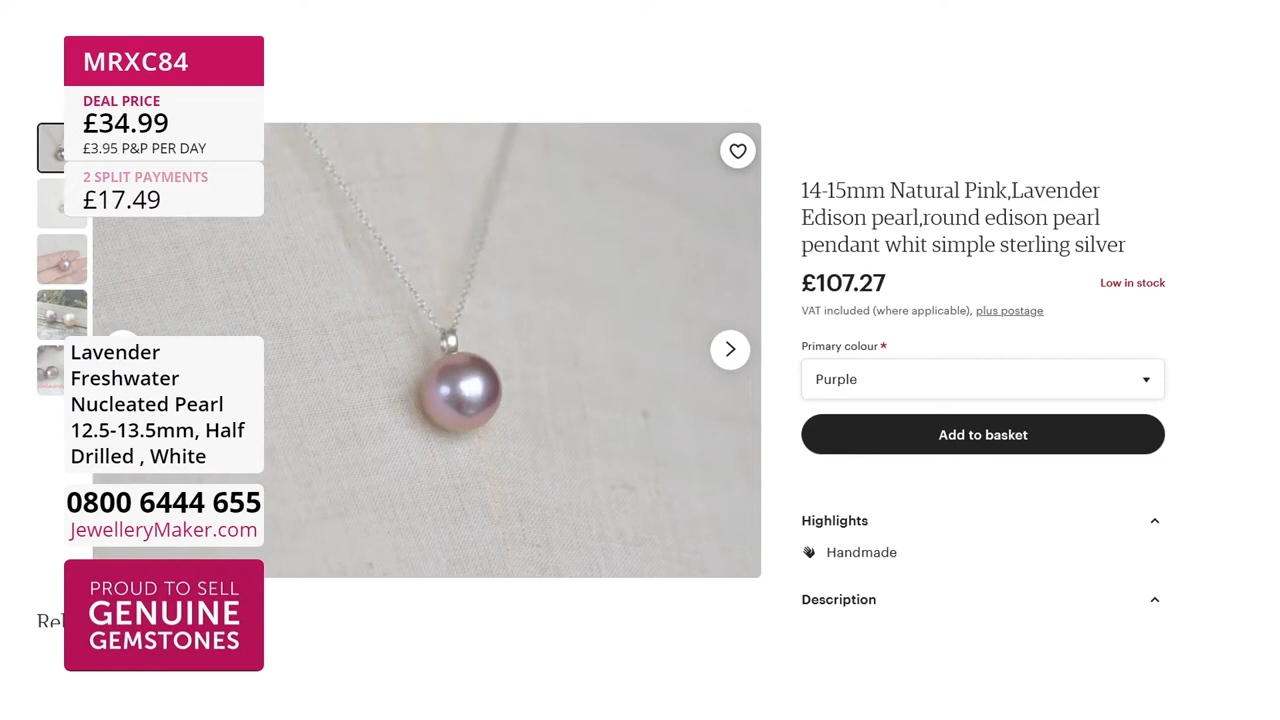 MRXC84
DEAL PRICE
£34.99
£3.95 P&P PER DAY
2 SPLIT PAYMENTS
£17.49
Lavender
Freshwater
Nucleated Pearl
12.5-13.5mm, Half
Drilled , White
0800 6444 655
JewelleryMaker.com
PROUD TO SELL
GENUINE
GEMSTONES
14-15mm Natural Pink,Lavender
Edison pearl,round edison pearl
pendant whit simple sterling silver
£107.27
Low in stock
VAT included (where applicable), plus postage
Primary colour *
Purple
Add to basket
Highlights
Handmade
Description